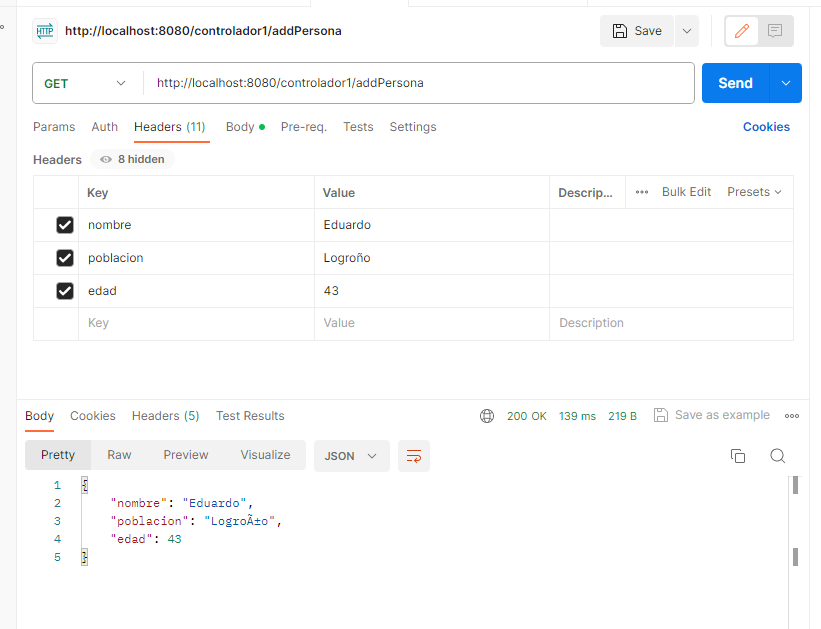 HTTP http://localhost:8080/controlador1/addPersona Save
GET http://localhost:8080/controlador1/addPersona Send
Params Auth Headers (11) Body Pre-req. Tests Settings Cookies
Headers 8 hidden
Key Value Descrip... ••• Bulk Edit Presets
nombre Eduardo
poblacion Logroño
edad 43
Key Value Description
Body Cookies Headers (5) Test Results 200 OK 139 ms 219 B Save as example
Pretty Raw Preview Visualize JSON
1 {
2 "nombre": "Eduardo",
3 "poblacion": "LogroÃ±o",
4 "edad": 43
5 }